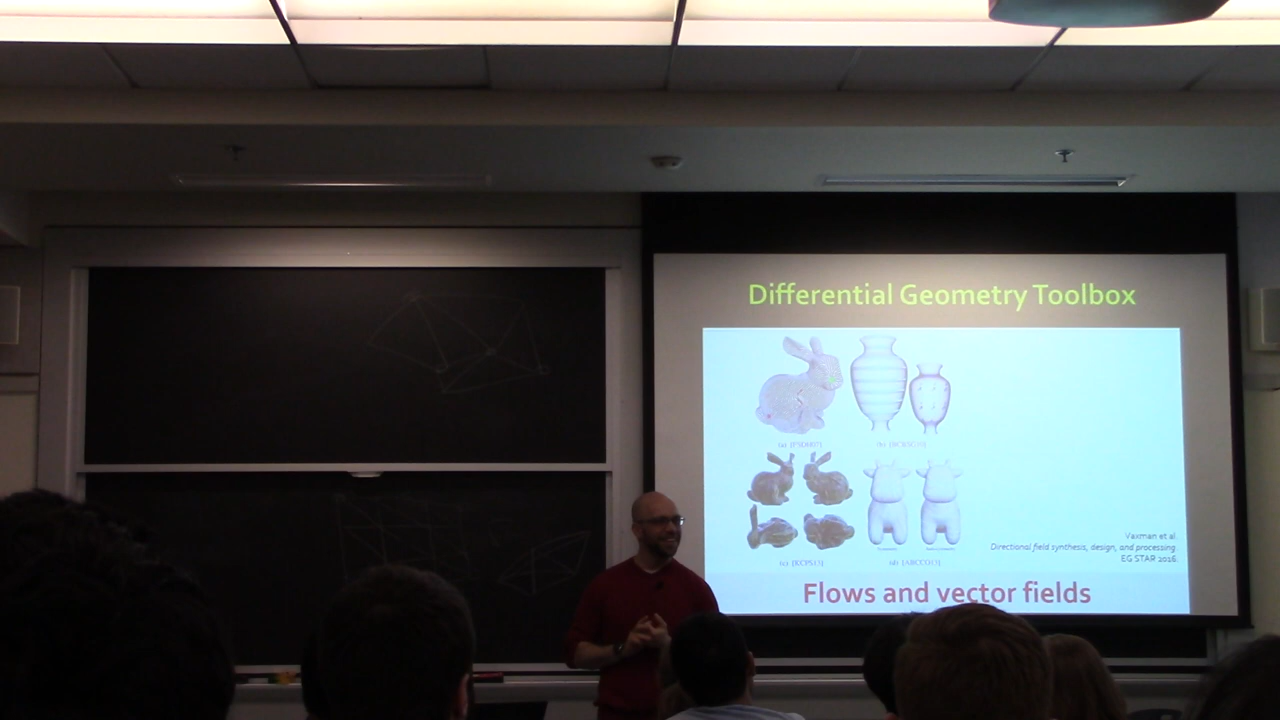 Differential Geometry Toolbox
Vaxman et al.
Directional field synthesis, design, and processing.
EG STAR 2016.
Flows and vector fields